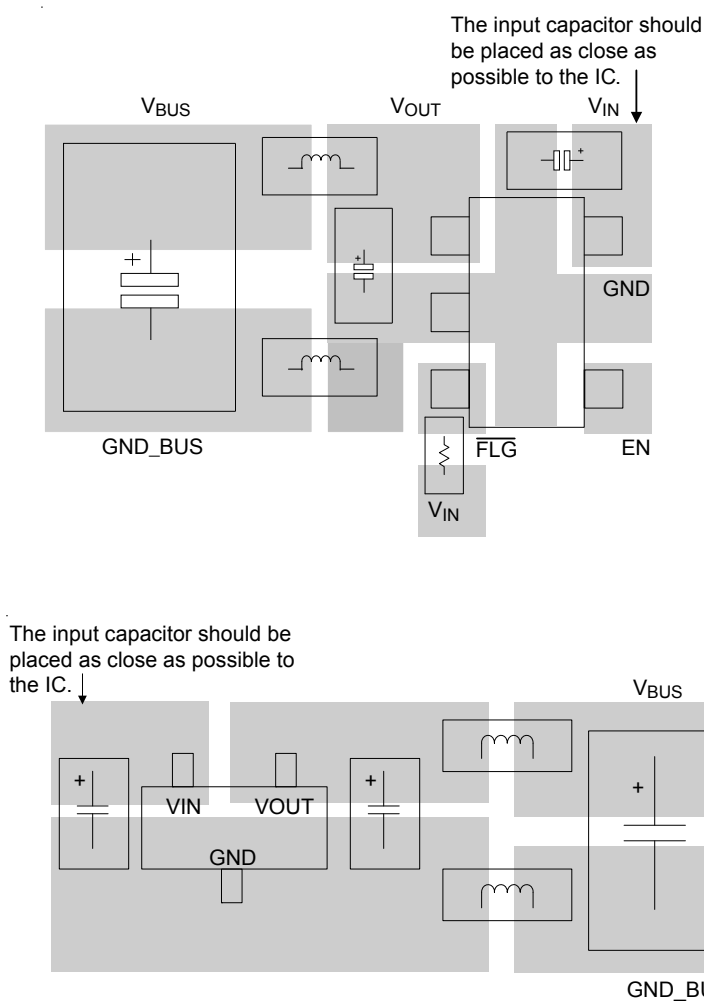 The input capacitor should
be placed as close as
possible to the IC.
VBUS
VOUT
VIN
+
+
+
GND
GND_BUS
FLG
EN
VIN
The input capacitor should be
placed as close as possible to
the IC.
VBUS
+
+
+
VIN
VOUT
GND
GND_BU